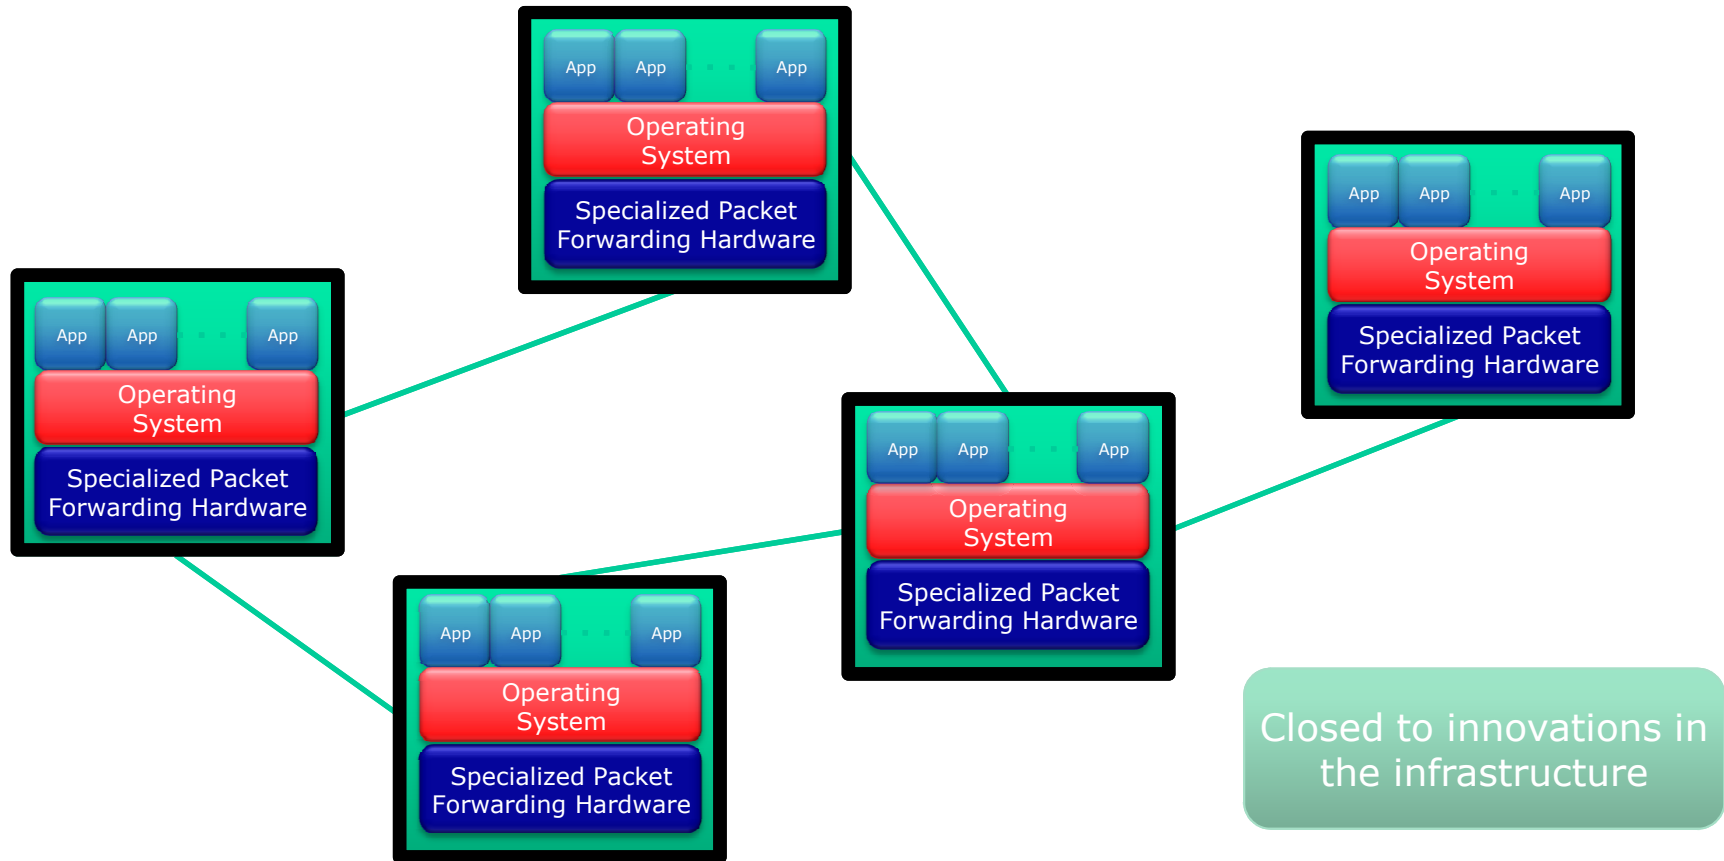 App App App
Operating
System
Specialized Packet
Forwarding Hardware
App App App
Operating
System
Specialized Packet
Forwarding Hardware
App App App
Operating
System
Specialized Packet
Forwarding Hardware
App App App
Operating
System
Specialized Packet
Forwarding Hardware
App App App
Operating
System
Specialized Packet
Forwarding Hardware
Closed to innovations in
the infrastructure